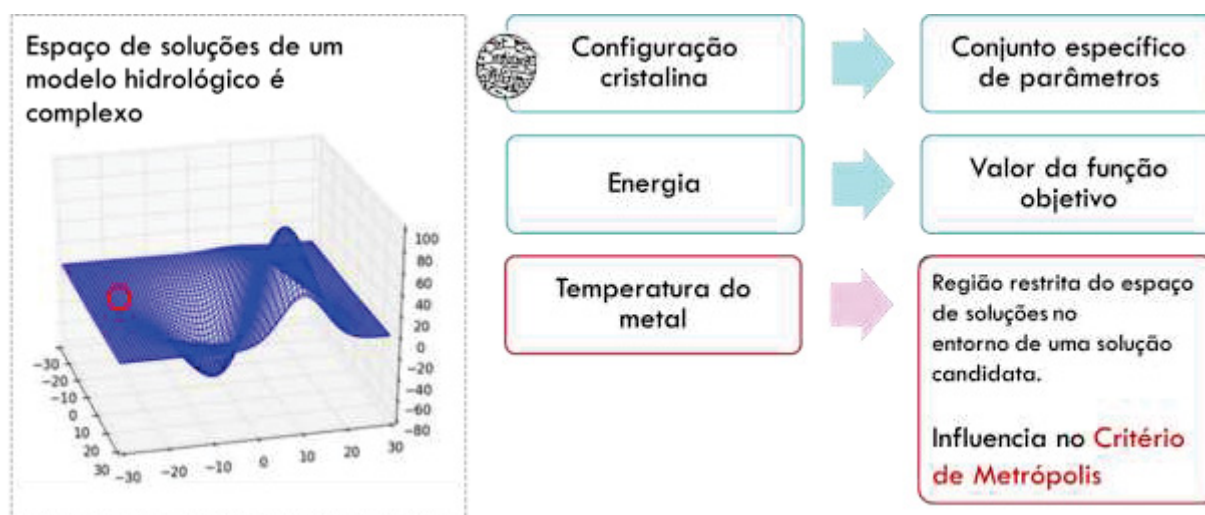 Espaço de soluções de um
modelo hidrológico é
complexo
100
80
60
40
20
0
−20
−40
−60
−80
−30
−20
−10
0
10
20
30
−30
−20
−10
0
10
20
30
Configuração
cristalina
Conjunto específico
de parâmetros
Energia
Valor da função
objetivo
Temperatura do
metal
Região restrita do espaço
de soluções no
entorno de uma solução
candidata.
Influencia no Critério
de Metrópolis